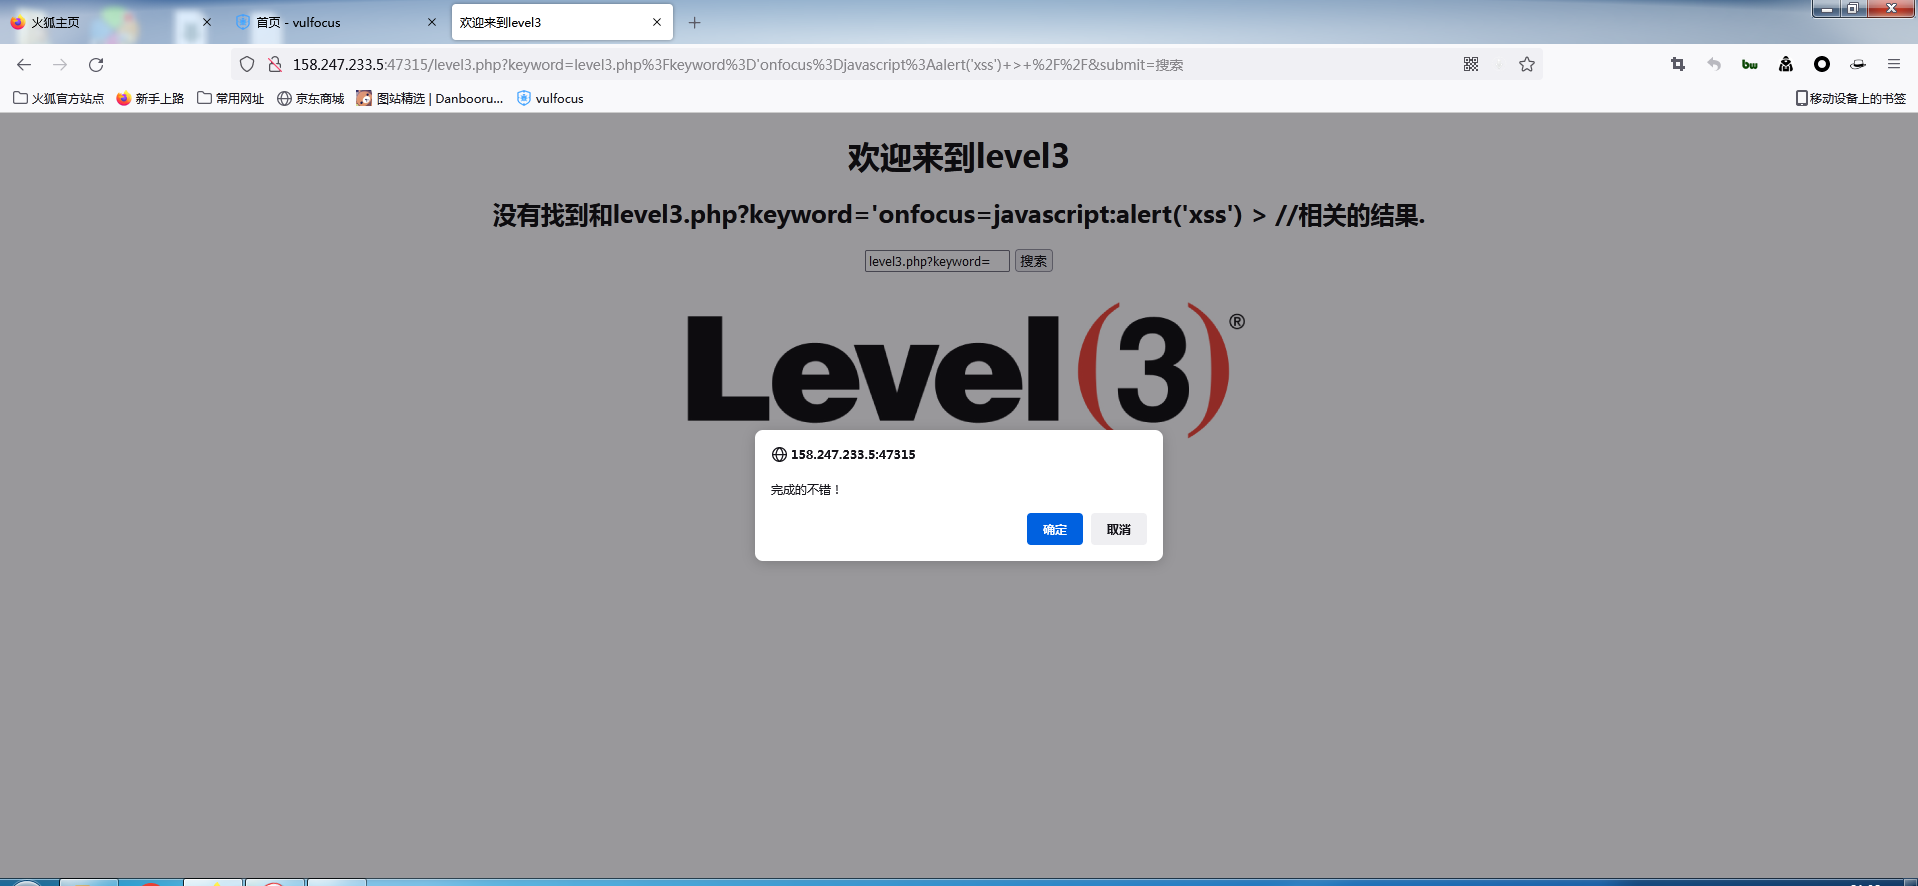 火狐主页
首页 - vulfocus
欢迎来到level3
158.247.233.5:47315/level3.php?keyword=level3.php%3Fkeyword%3D'onfocus%3Djavascript%3Aalert('xss')+>+%2F%2F&submit=搜索
bw
火狐官方站点
新手上路
常用网址
京东商城
图站精选 | Danbooru...
vulfocus
移动设备上的书签
欢迎来到level3
没有找到和level3.php?keyword='onfocus=javascript:alert('xss') > //相关的结果.
level3.php?keyword=
搜索
Level(3)®
158.247.233.5:47315
完成的不错！
确定
取消